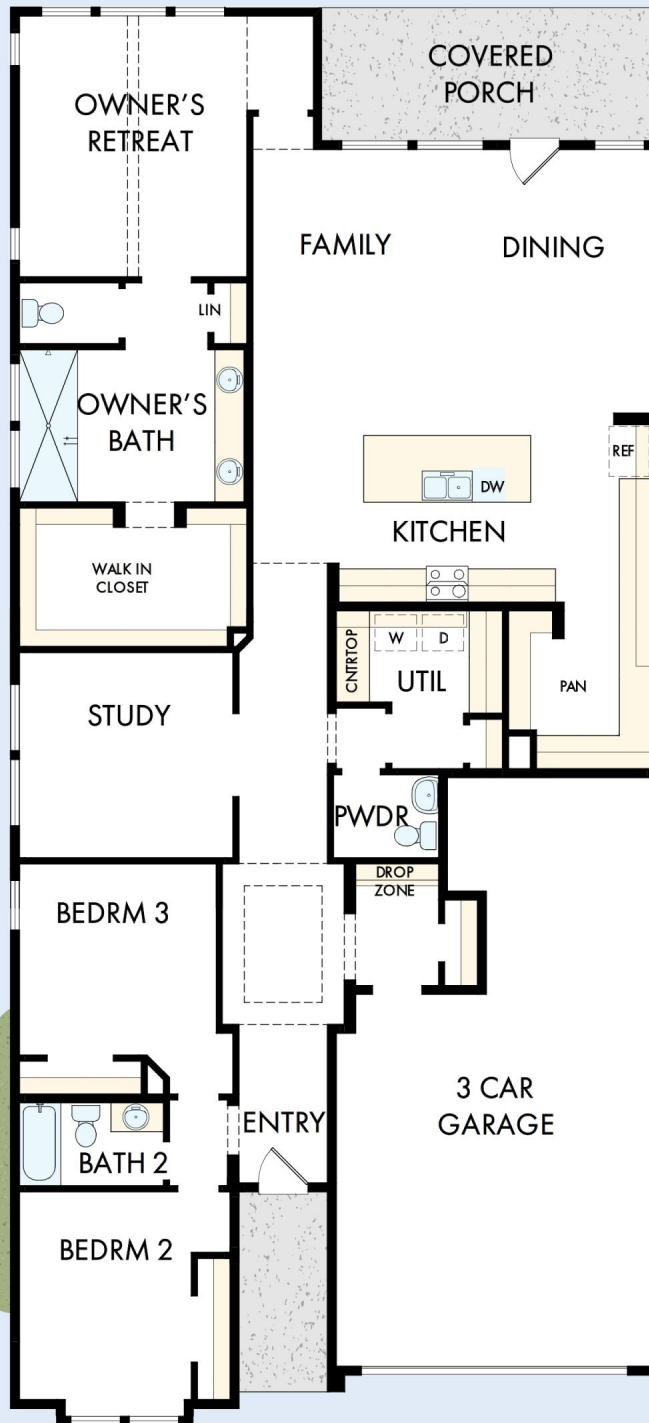 OWNER'S
RETREAT
COVERED
PORCH
FAMILY
DINING
LIN
OWNER'S
BATH
REF
DW
KITCHEN
WALK IN
CLOSET
CNTRTOP
W
D
UTIL
PAN
STUDY
PWDR
DROP
ZONE
BEDRM 3
3 CAR
GARAGE
ENTRY
BATH 2
BEDRM 2